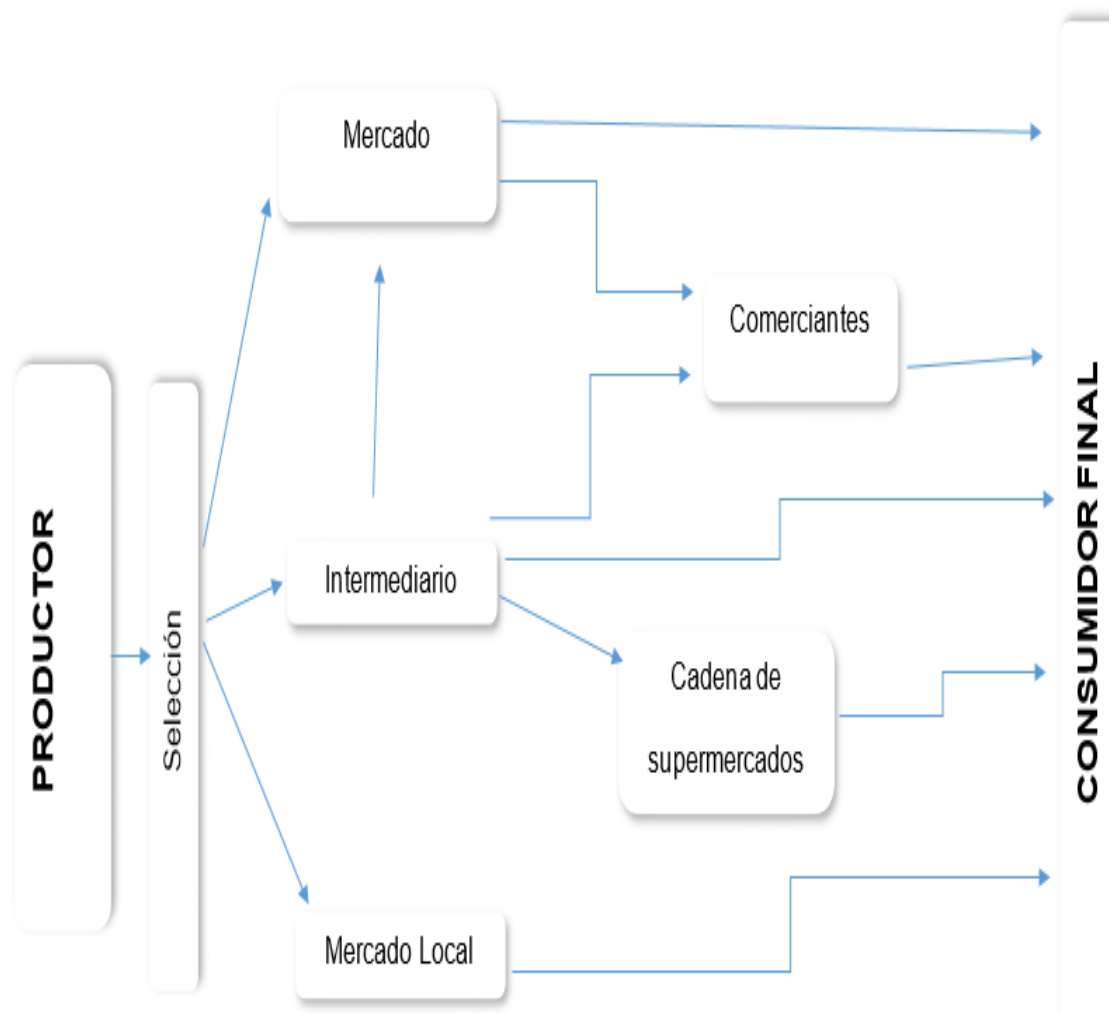 PRODUCTOR
Selección
Mercado
Intermediario
Mercado Local
Comerciantes
Cadena de
supermercados
CONSUMIDOR FINAL